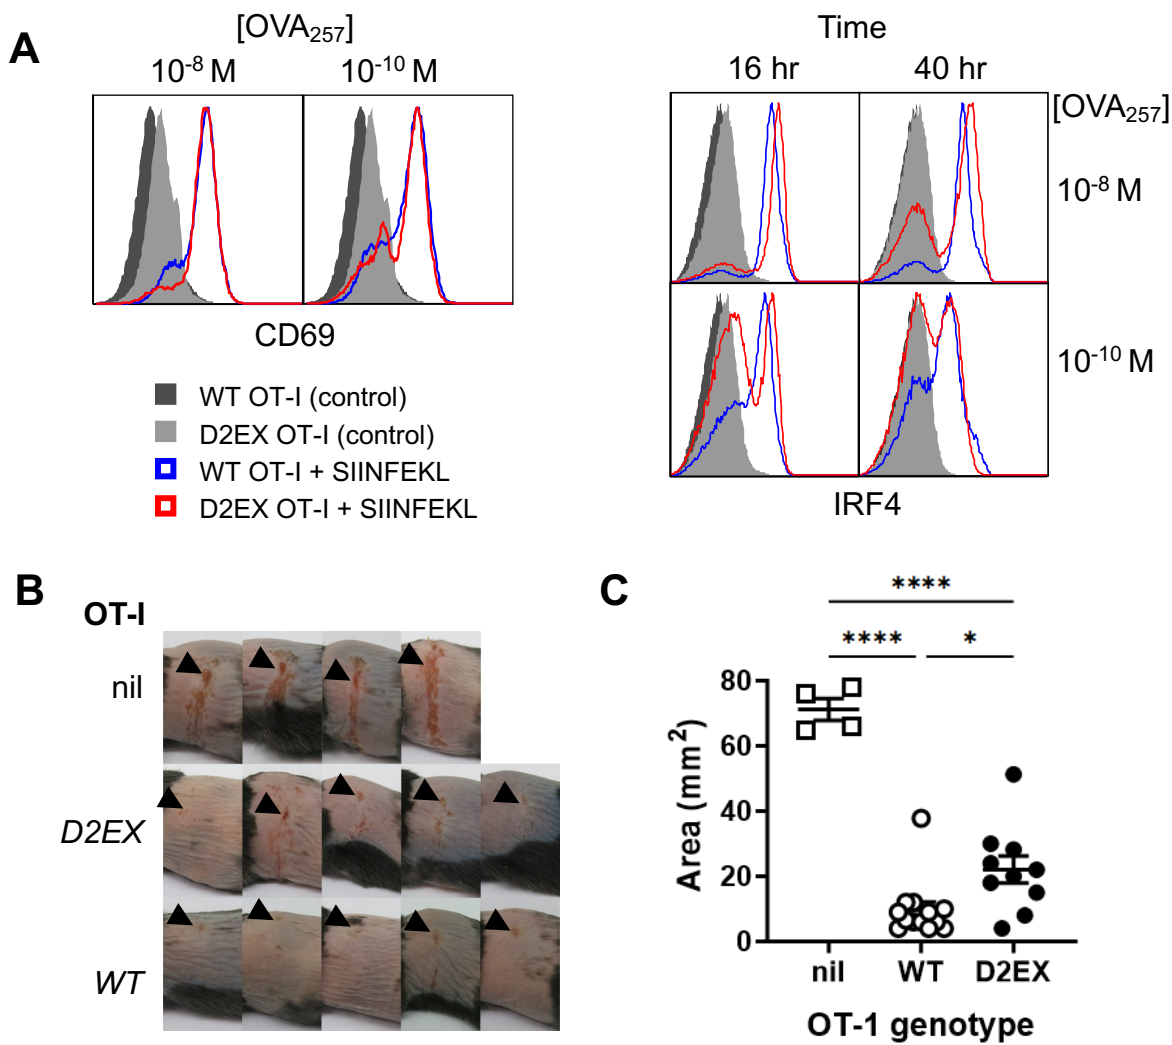 A
[OVA257]
10-8 M
10-10 M
CD69
WT OT-I (control)
D2EX OT-I (control)
WT OT-I + SIINFEKL
D2EX OT-I + SIINFEKL
Time
16 hr
40 hr
[OVA257]
10-8 M
10-10 M
IRF4
B
OT-I
nil
D2EX
WT
C
****
****
*
Area (mm2)
80
60
40
20
0
nil
WT
D2EX
OT-1 genotype